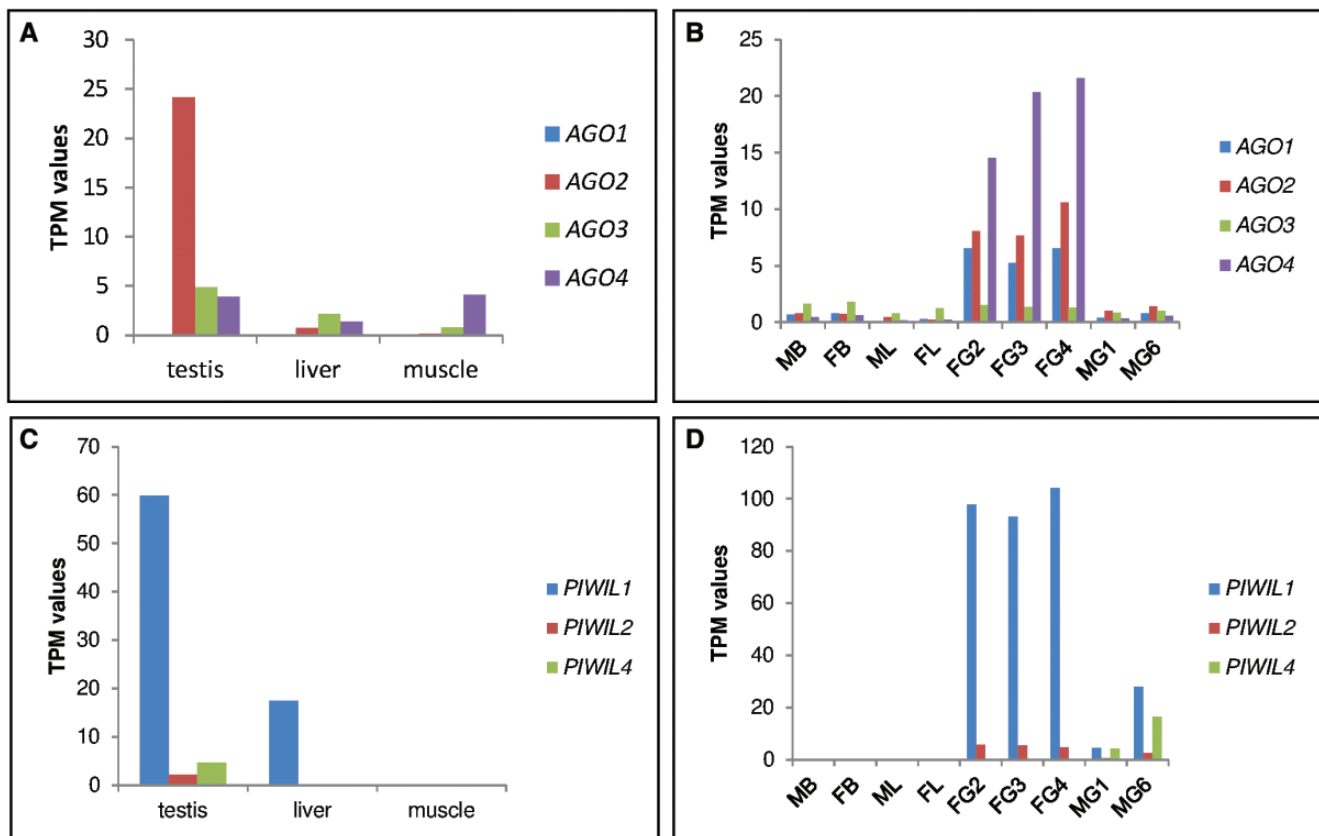 A
TPM values
30
25
20
15
10
5
0
testis liver muscle
AGO1
AGO2
AGO3
AGO4
B
TPM values
25
20
15
10
5
0
MB FB ML FL FG2 FG3 FG4 MG1 MG6
AGO1
AGO2
AGO3
AGO4
C
TPM values
70
60
50
40
30
20
10
0
testis liver muscle
PIWIL1
PIWIL2
PIWIL4
D
TPM values
120
100
80
60
40
20
0
MB FB ML FL FG2 FG3 FG4 MG1 MG6
PIWIL1
PIWIL2
PIWIL4